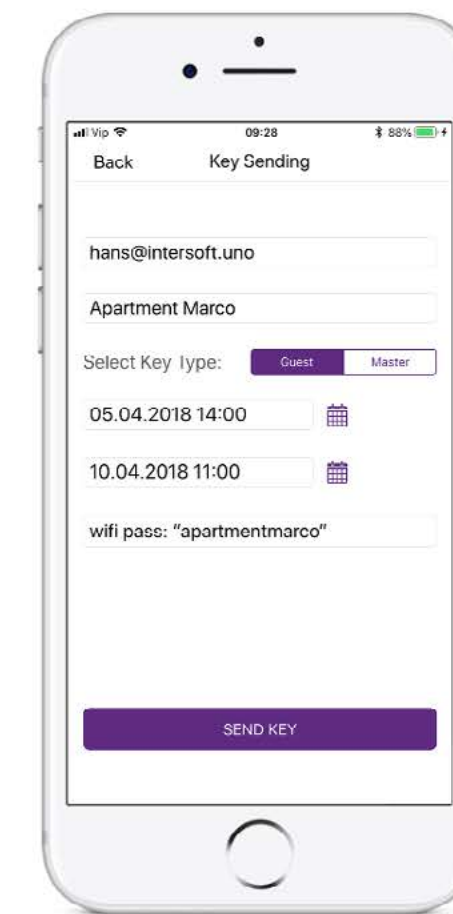 Vip 09:28 88%
Back Key Sending
hans@intersoft.uno
Apartment Marco
Select Key Type: Guest Master
05.04.2018 14:00
10.04.2018 11:00
wifi pass: “apartmentmarco”
SEND KEY